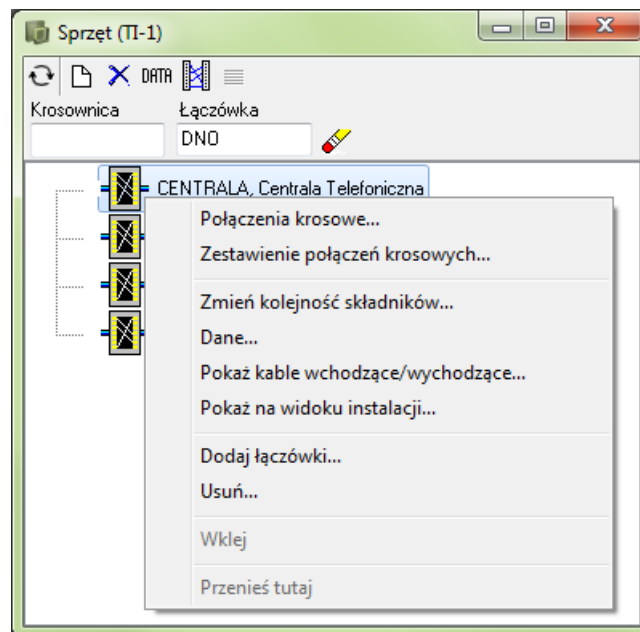 Sprzęt (TI-1)
DATA
Krosownica Łączówka
DNO
CENTRALA, Centrala Telefoniczna
Połączenia krosowe...
Zestawienie połączeń krosowych...
Zmień kolejność składników...
Dane...
Pokaż kable wchodzące/wychodzące...
Pokaż na widoku instalacji...
Dodaj łączówki...
Usuń...
Wklej
Przenieś tutaj